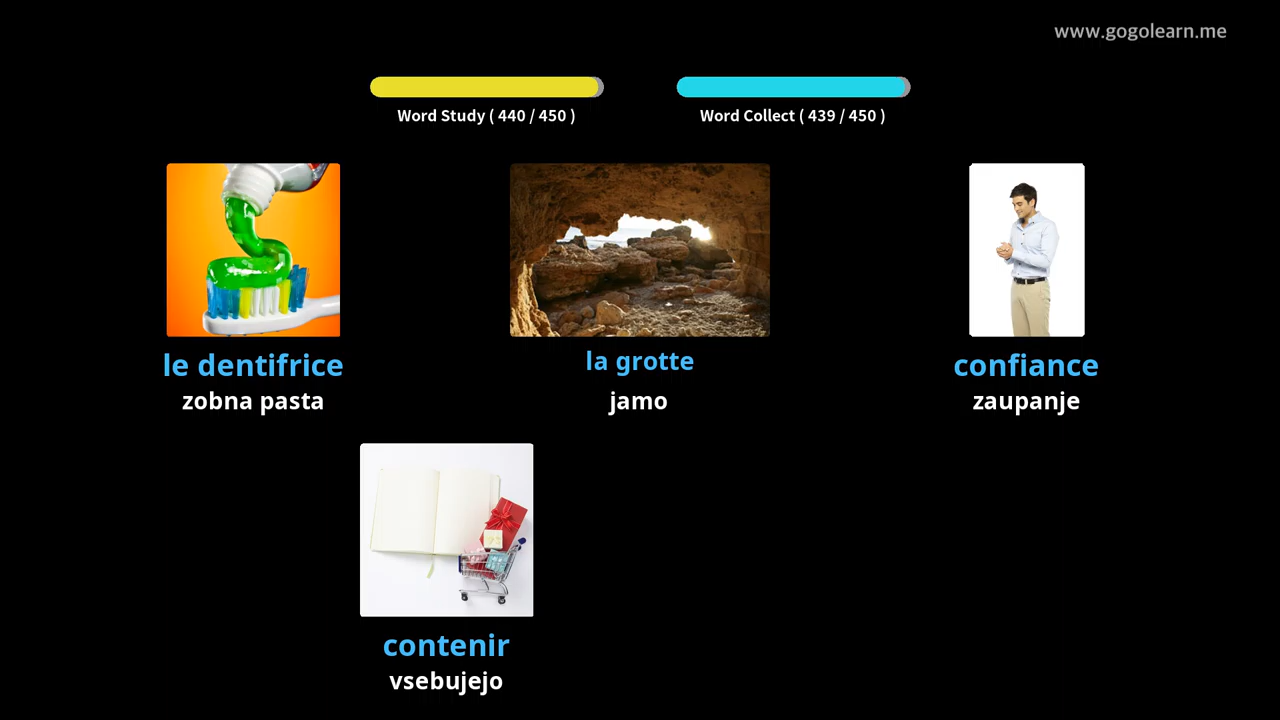 www.gogolearn.me
Word Study ( 440 / 450 )
Word Collect ( 439 / 450 )
le dentifrice
zobna pasta
la grotte
jamo
confiance
zaupanje
contenir
vsebujejo